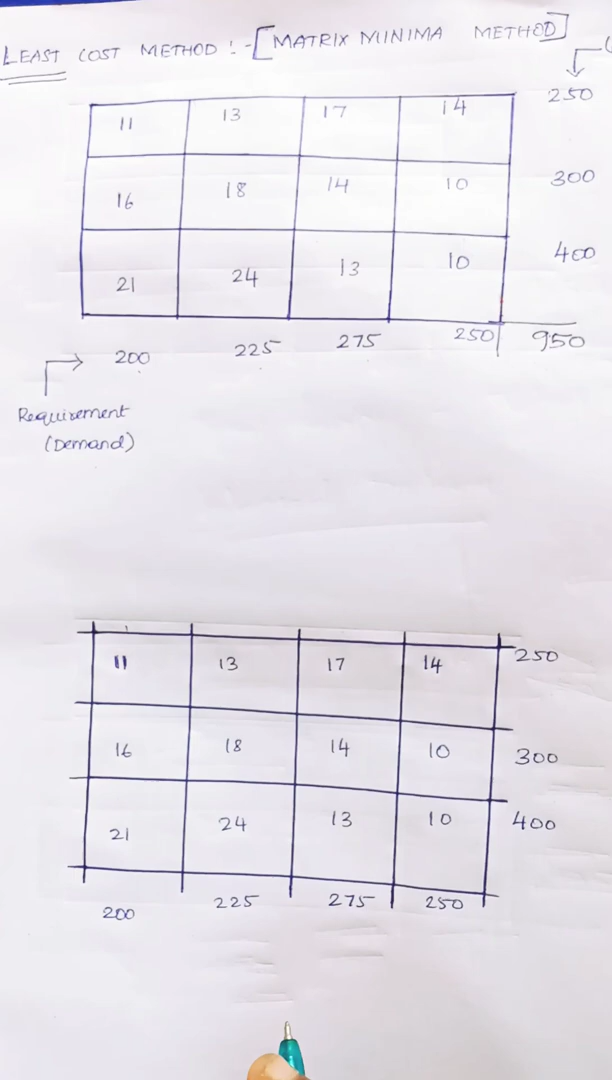 LEAST COST METHOD :- [MATRIX MINIMA METHOD]
11 13 17 14 250
16 18 14 10 300
21 24 13 10 400
200 225 275 250 950
Requirement
(Demand)
11 13 17 14 250
16 18 14 10 300
21 24 13 10 400
200 225 275 250